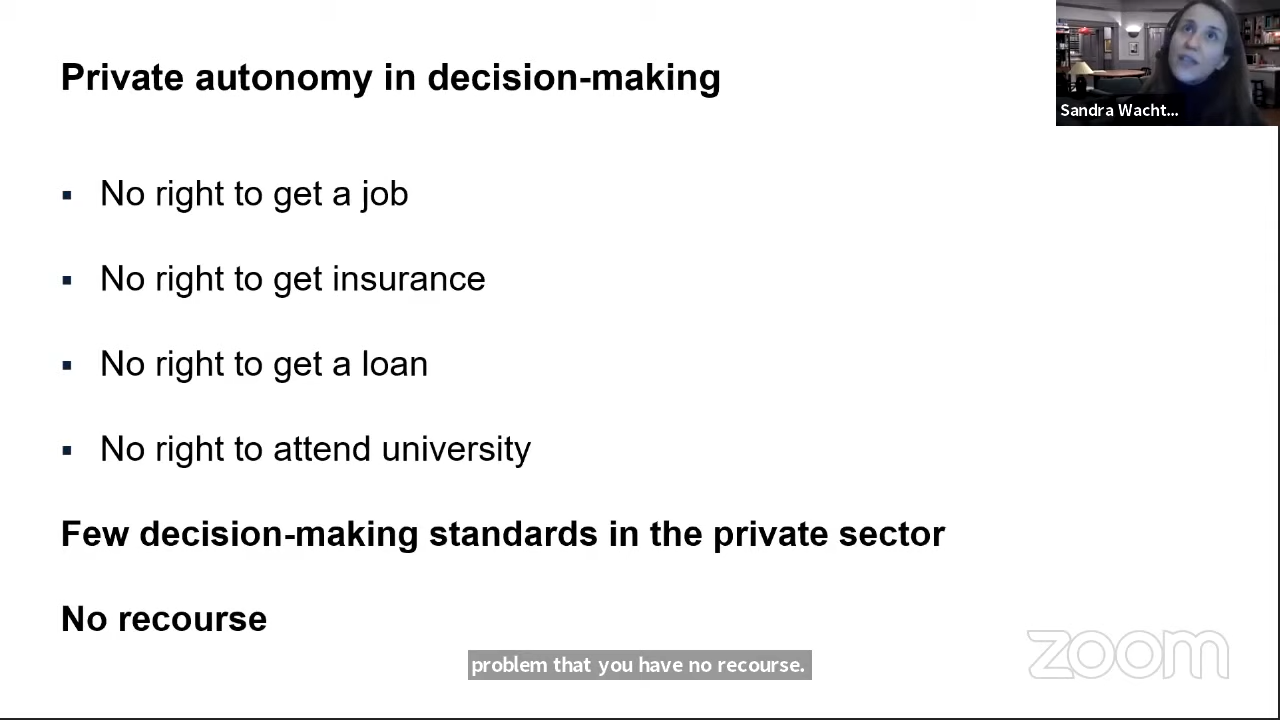 Private autonomy in decision-making
Sandra Wacht...
▪ No right to get a job
▪ No right to get insurance
▪ No right to get a loan
▪ No right to attend university
Few decision-making standards in the private sector
No recourse
problem that you have no recourse.
zoom